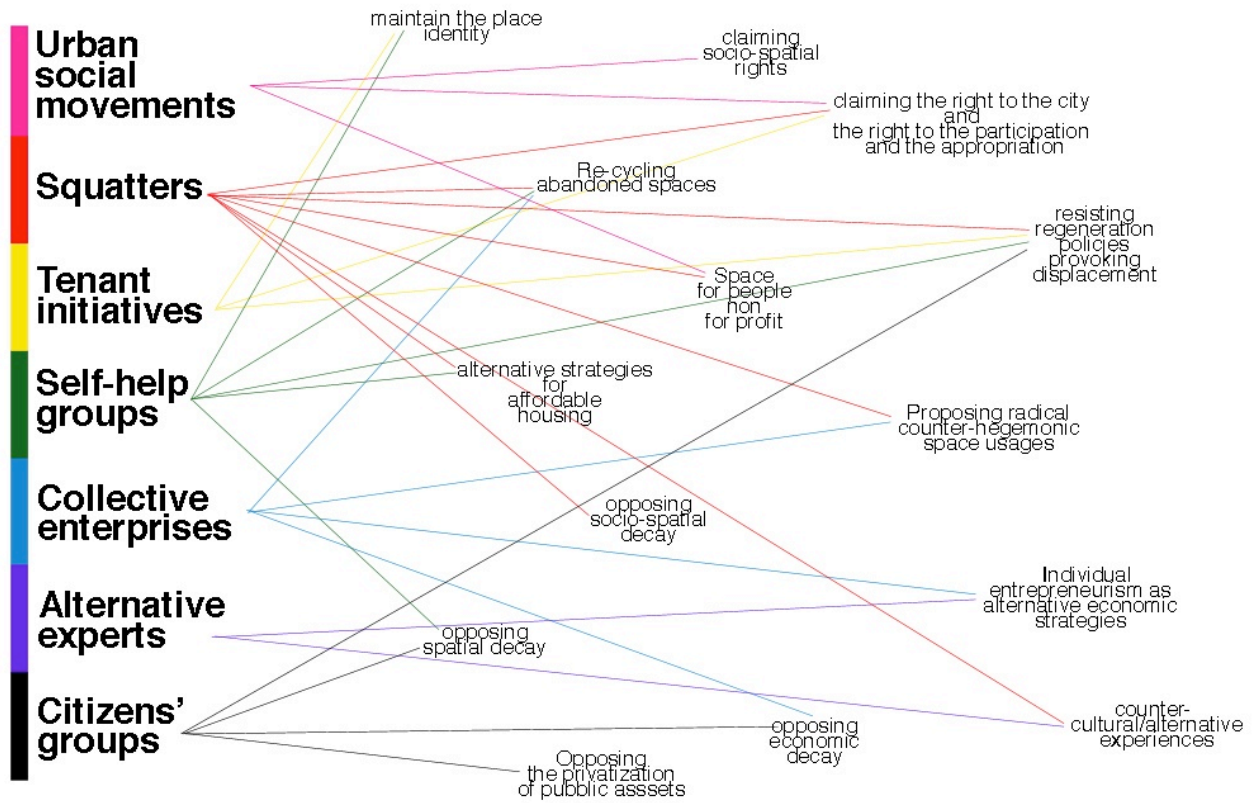 Urban
social
movements
Squatters
Tenant
initiatives
Self-help
groups
Collective
enterprises
Alternative
experts
Citizens’
groups
maintain the place
identity
claiming
socio-spatial
rights
claiming the right to the city
and
the right to the participation
and the appropriation
Re-cycling
abandoned spaces
resisting
regeneration
policies
provoking
displacement
Space
for people
non
for profit
alternative strategies
for
affordable
housing
Proposing radical
counter-hegemonic
space usages
opposing
socio-spatial
decay
Individual
entrepreneurism as
alternative economic
strategies
opposing
spatial decay
counter-
cultural/alternative
experiences
opposing
economic
decay
Opposing
the privatization
of pubblic asssets